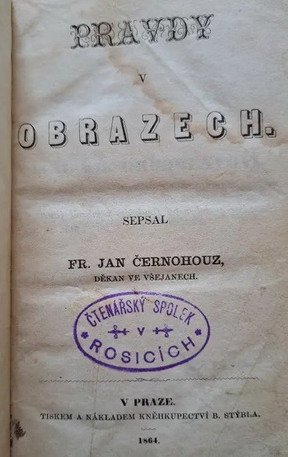 PRAVDY
V
OBRAZECH.
SEPSAL
FR. JAN ČERNOHOUZ,
DĚKAN VE VŠEJANECH.
ČTENÁŘSKÝ SPOLEK
V
ROSICÍCH
V PRAZE.
TISKEM A NÁKLADEM KNĚHKUPECTVÍ B. STÝBLA.
1864.